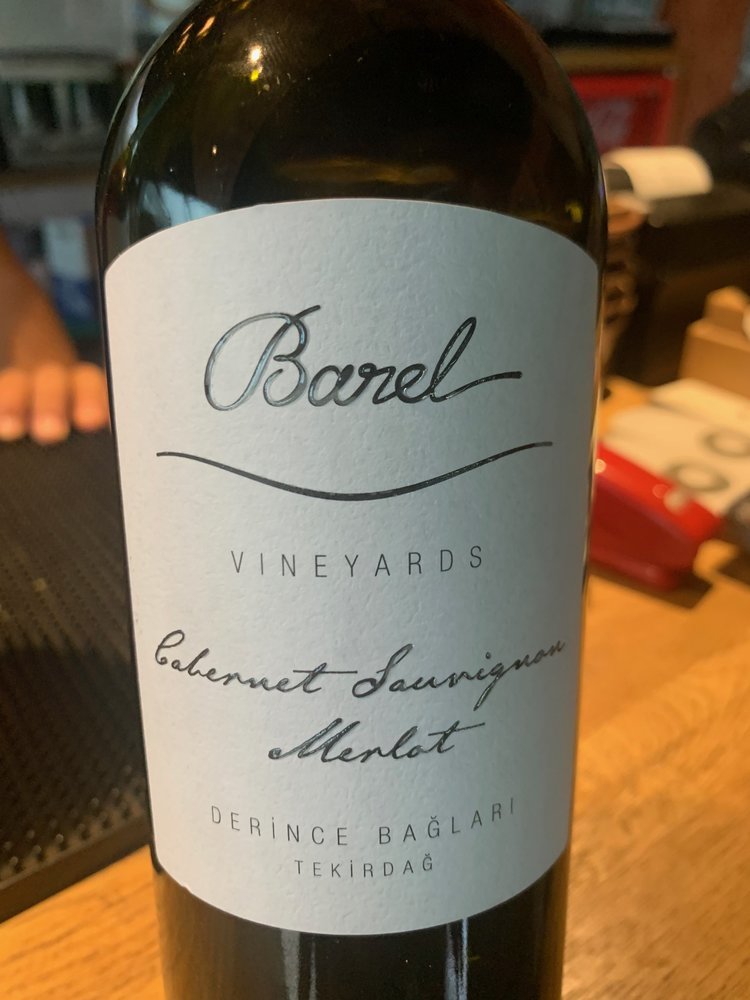 Barel
VINEYARDS
Cabernet Sauvignon
Merlot
DERİNCE BAĞLARI
TEKİRDAĞ